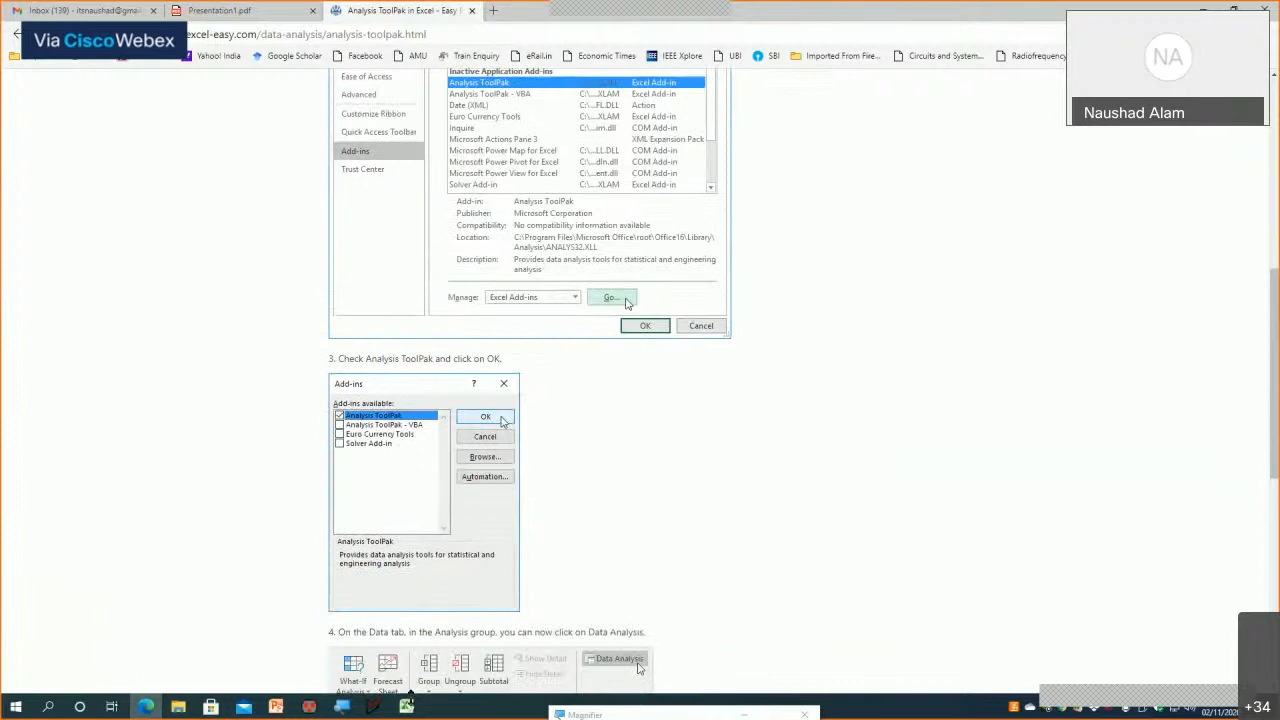 Inbox (139) - itsnaushad@gma
Presentation1.pdf
Analysis ToolPak in Excel - Easy
Via CiscoWebex
excel-easy.com/data-analysis/analysis-toolpak.html
Yahoo! India
Google Scholar
Facebook
AMU
Train Enquiry
eRail.in
Economic Times
IEEE Xplore
UBI
SBI
Imported From Fire...
Circuits and System...
Radiofrequency
NA
Naushad Alam
Ease of Access
Advanced
Customize Ribbon
Quick Access Toolbar
Add-ins
Trust Center
Inactive Application Add-ins
Analysis ToolPak Excel Add-in
Analysis ToolPak - VBA C:\...XLAM Excel Add-in
Date (XML) C:\...FL.DLL Action
Euro Currency Tools C:\...XLAM Excel Add-in
Inquire C:\...im.dll COM Add-in
Microsoft Actions Pane 3 XML Expansion Pack
Microsoft Power Map for Excel C:\...LL.DLL COM Add-in
Microsoft Power Pivot for Excel C:\...dln.dll COM Add-in
Microsoft Power View for Excel C:\...ent.dll COM Add-in
Solver Add-in C:\...XLAM Excel Add-in
Add-in: Analysis ToolPak
Publisher: Microsoft Corporation
Compatibility: No compatibility information available
Location: C:\Program Files\Microsoft Office\root\Office16\Library\
Analysis\ANALYS32.XLL
Description: Provides data analysis tools for statistical and engineering
analysis
Manage: Excel Add-ins Go...
OK Cancel
3. Check Analysis ToolPak and click on OK.
Add-ins ?
Add-ins available:
Analysis ToolPak
Analysis ToolPak - VBA
Euro Currency Tools
Solver Add-in
OK
Cancel
Browse...
Automation...
Analysis ToolPak
Provides data analysis tools for statistical and
engineering analysis
4. On the Data tab, in the Analysis group, you can now click on Data Analysis.
What-If
Analysis
Forecast
Sheet
Group
Ungroup
Subtotal
Show Detail
Hide Detail
Data Analysis
Magnifier
+34